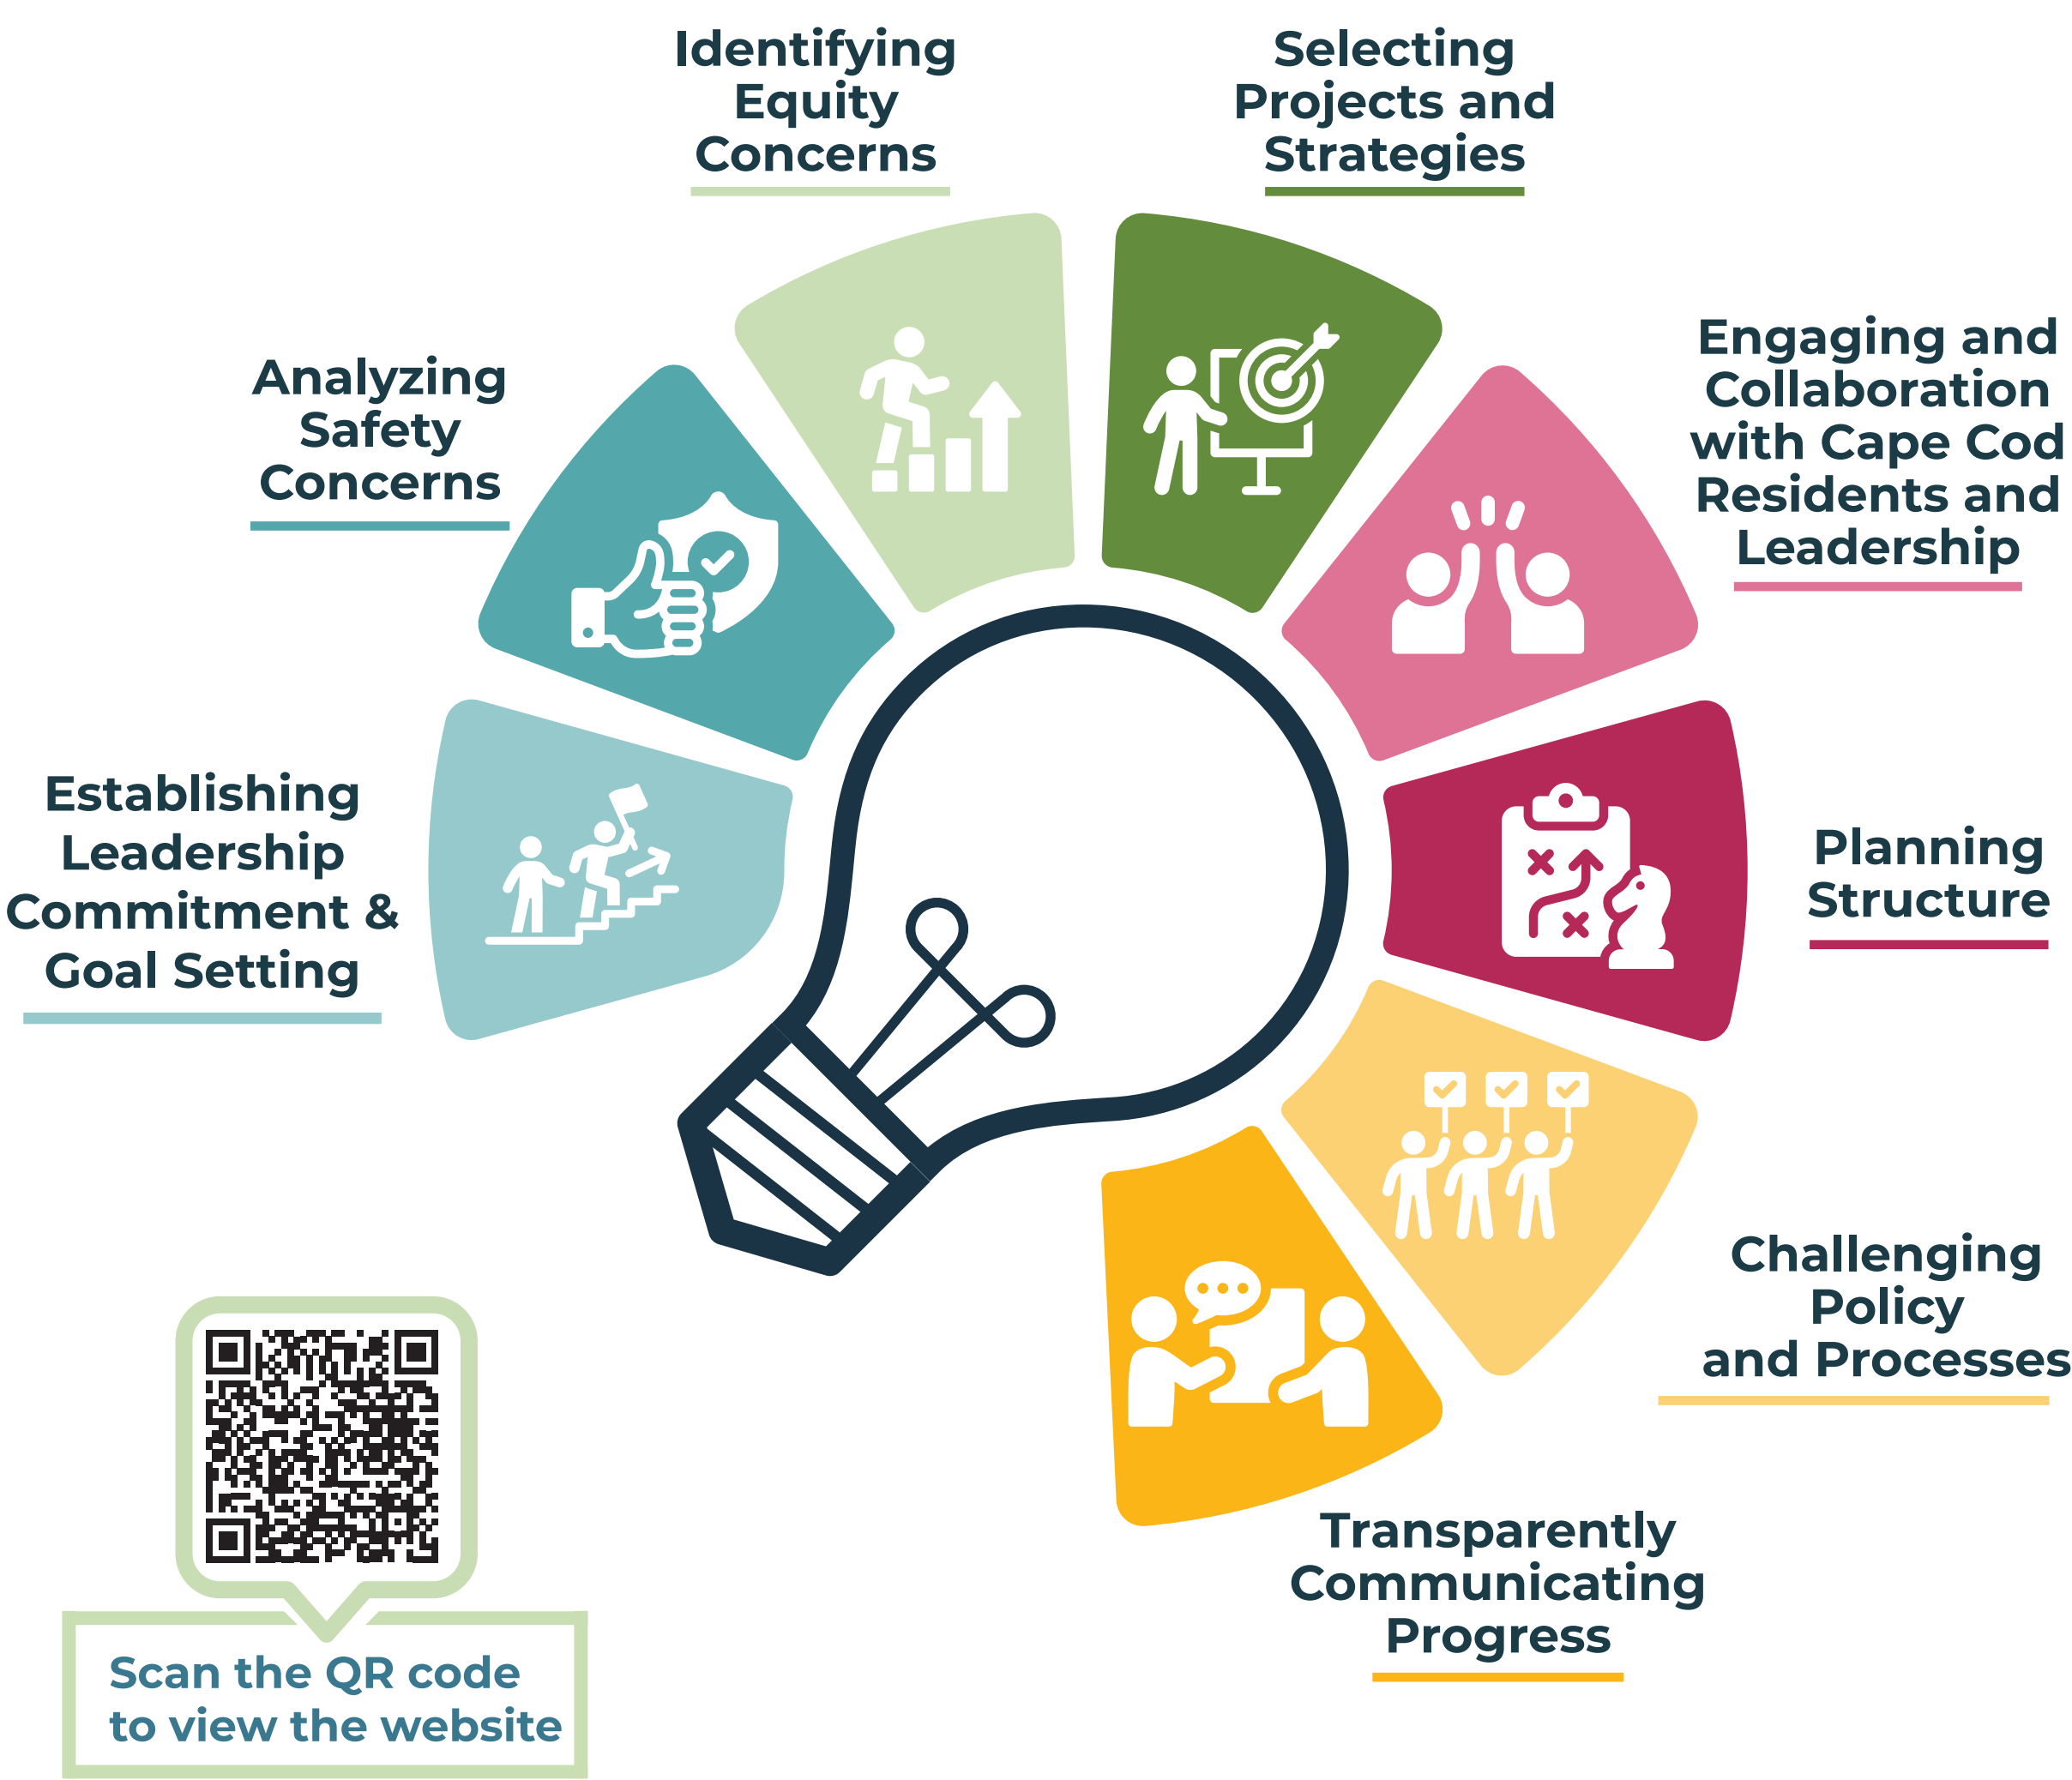 Identifying
Equity
Concerns
Selecting
Projects and
Strategies
Engaging and
Collaboration
with Cape Cod
Residents and
Leadership
Analyzing
Safety
Concerns
Establishing
Leadership
Commitment &
Goal Setting
Planning
Structure
Challenging
Policy
and Processes
Transparently
Communicating
Progress
Scan the QR code
to view the website